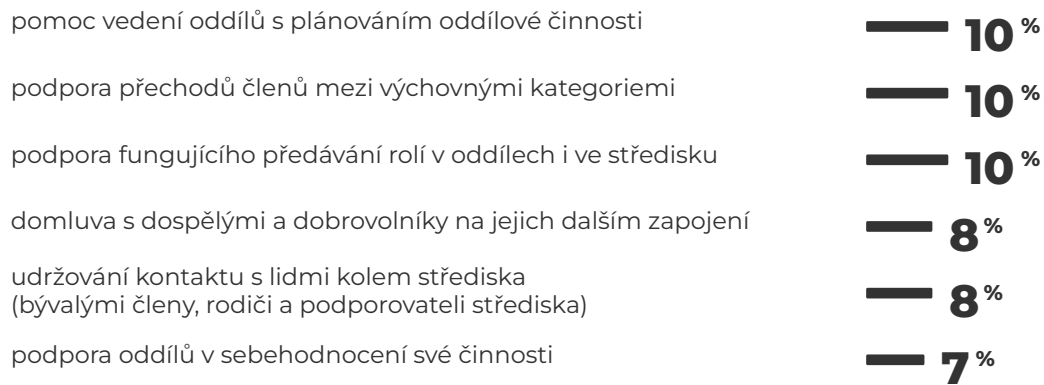 pomoc vedení oddílů s plánováním oddílové činnosti 10 %
podpora přechodů členů mezi výchovnými kategoriemi 10 %
podpora fungujícího předávání rolí v oddílech i ve středisku 10 %
domluva s dospělými a dobrovolníky na jejich dalším zapojení 8 %
udržování kontaktu s lidmi kolem střediska
(bývalými členy, rodiči a podporovateli střediska) 8 %
podpora oddílů v sebehodnocení své činnosti 7 %